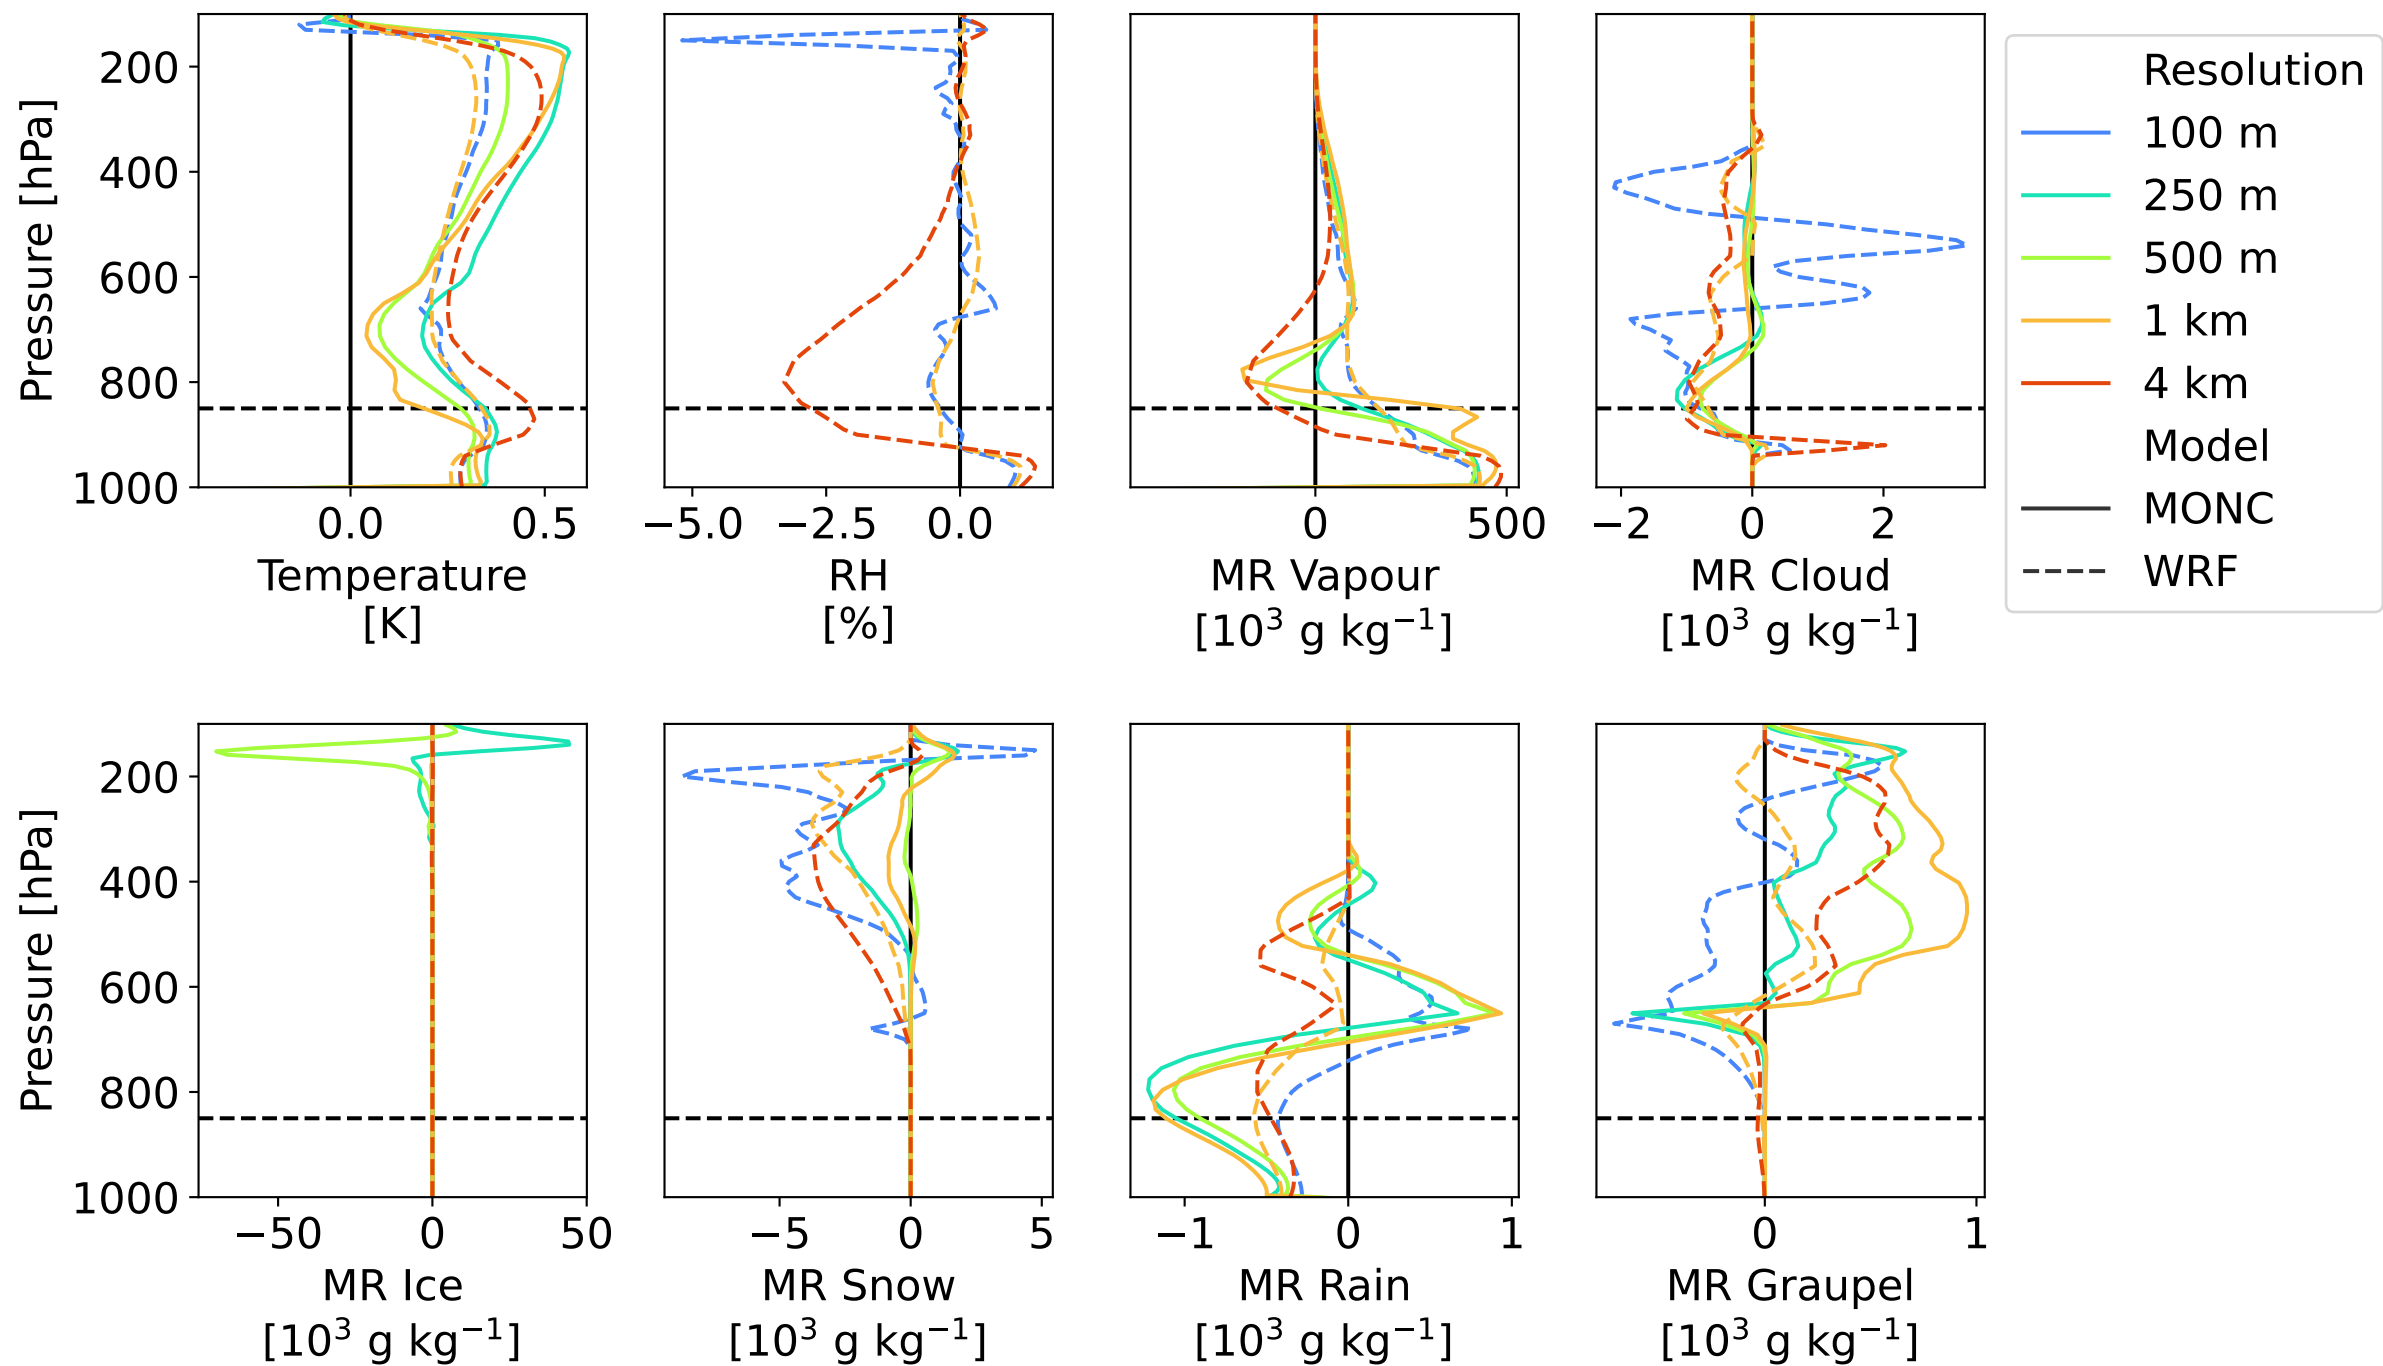 Pressure [hPa]
200
400
600
800
1000
0.0 0.5
Temperature
[K]
−5.0 −2.5 0.0
RH
[%]
0 500
MR Vapour
[10³ g kg⁻¹]
−2 0 2
MR Cloud
[10³ g kg⁻¹]
Resolution
100 m
250 m
500 m
1 km
4 km
Model
MONC
WRF
Pressure [hPa]
200
400
600
800
1000
−50 0 50
MR Ice
[10³ g kg⁻¹]
−5 0 5
MR Snow
[10³ g kg⁻¹]
−1 0 1
MR Rain
[10³ g kg⁻¹]
0 1
MR Graupel
[10³ g kg⁻¹]